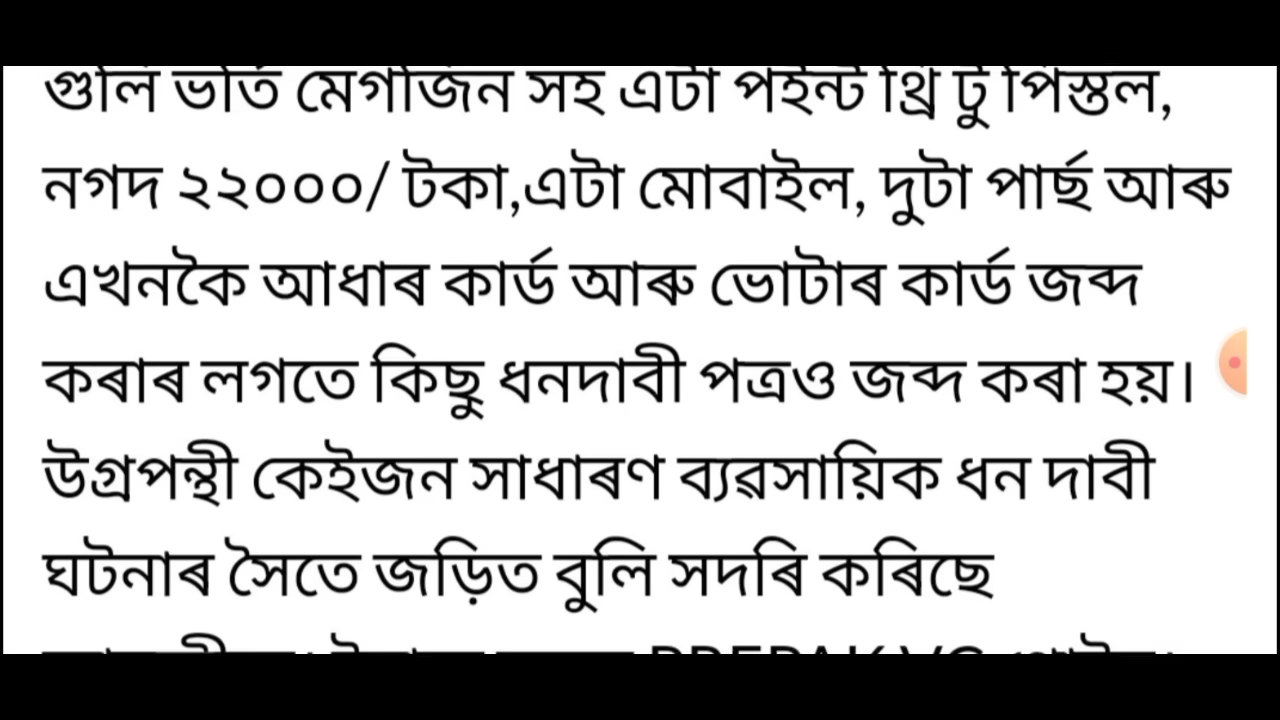 গুলি ভৰ্তি মেগাজিন সহ এটা পইন্ট থ্ৰি টু পিস্তল,
নগদ ২২০০০/ টকা,এটা মোবাইল, দুটা পাৰ্ছ আৰু
এখনকৈ আধাৰ কাৰ্ড আৰু ভোটাৰ কাৰ্ড জব্দ
কৰাৰ লগতে কিছু ধনদাবী পত্ৰও জব্দ কৰা হয়।
উগ্ৰপন্থী কেইজন সাধাৰণ ব্যৱসায়িক ধন দাবী
ঘটনাৰ সৈতে জড়িত বুলি সদৰি কৰিছে